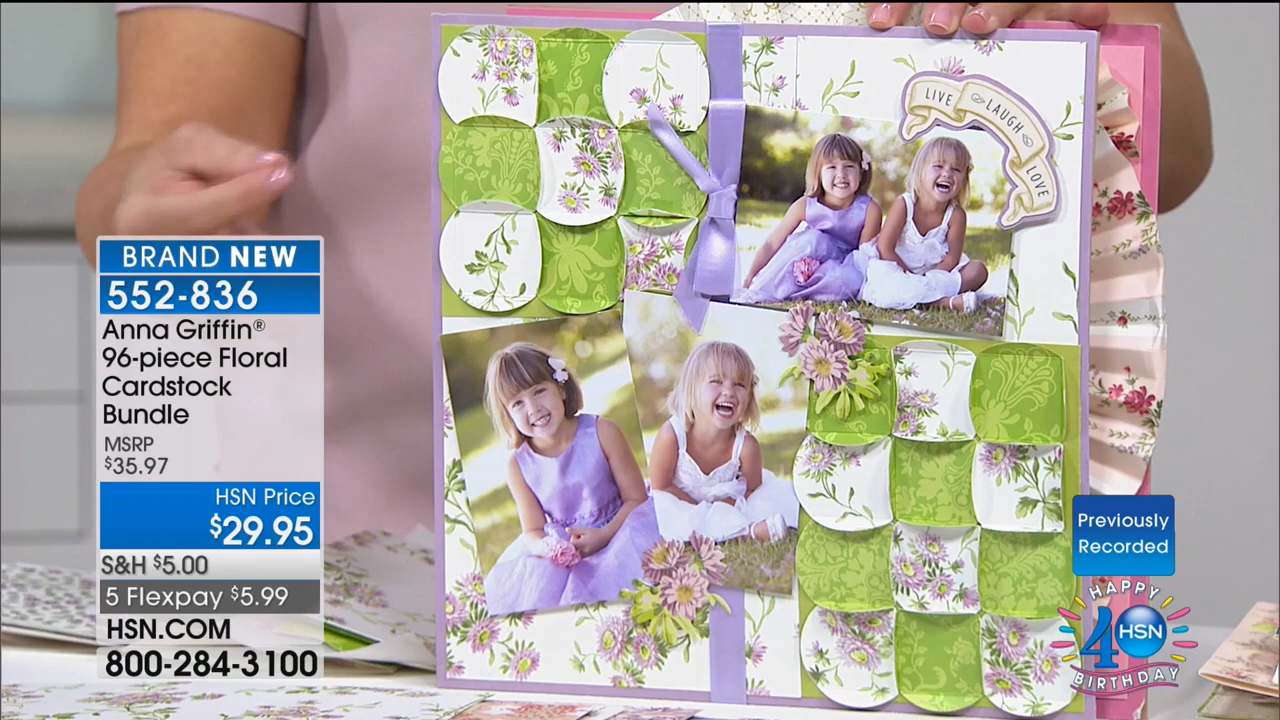 BRAND NEW
552-836
Anna Griffin®
96-piece Floral
Cardstock
Bundle
MSRP
$35.97
HSN Price
$29.95
S&H $5.00
5 Flexpay $5.99
HSN.COM
800-284-3100
LIVE LAUGH LOVE
Previously
Recorded
HAPPY
40 HSN
BIRTHDAY